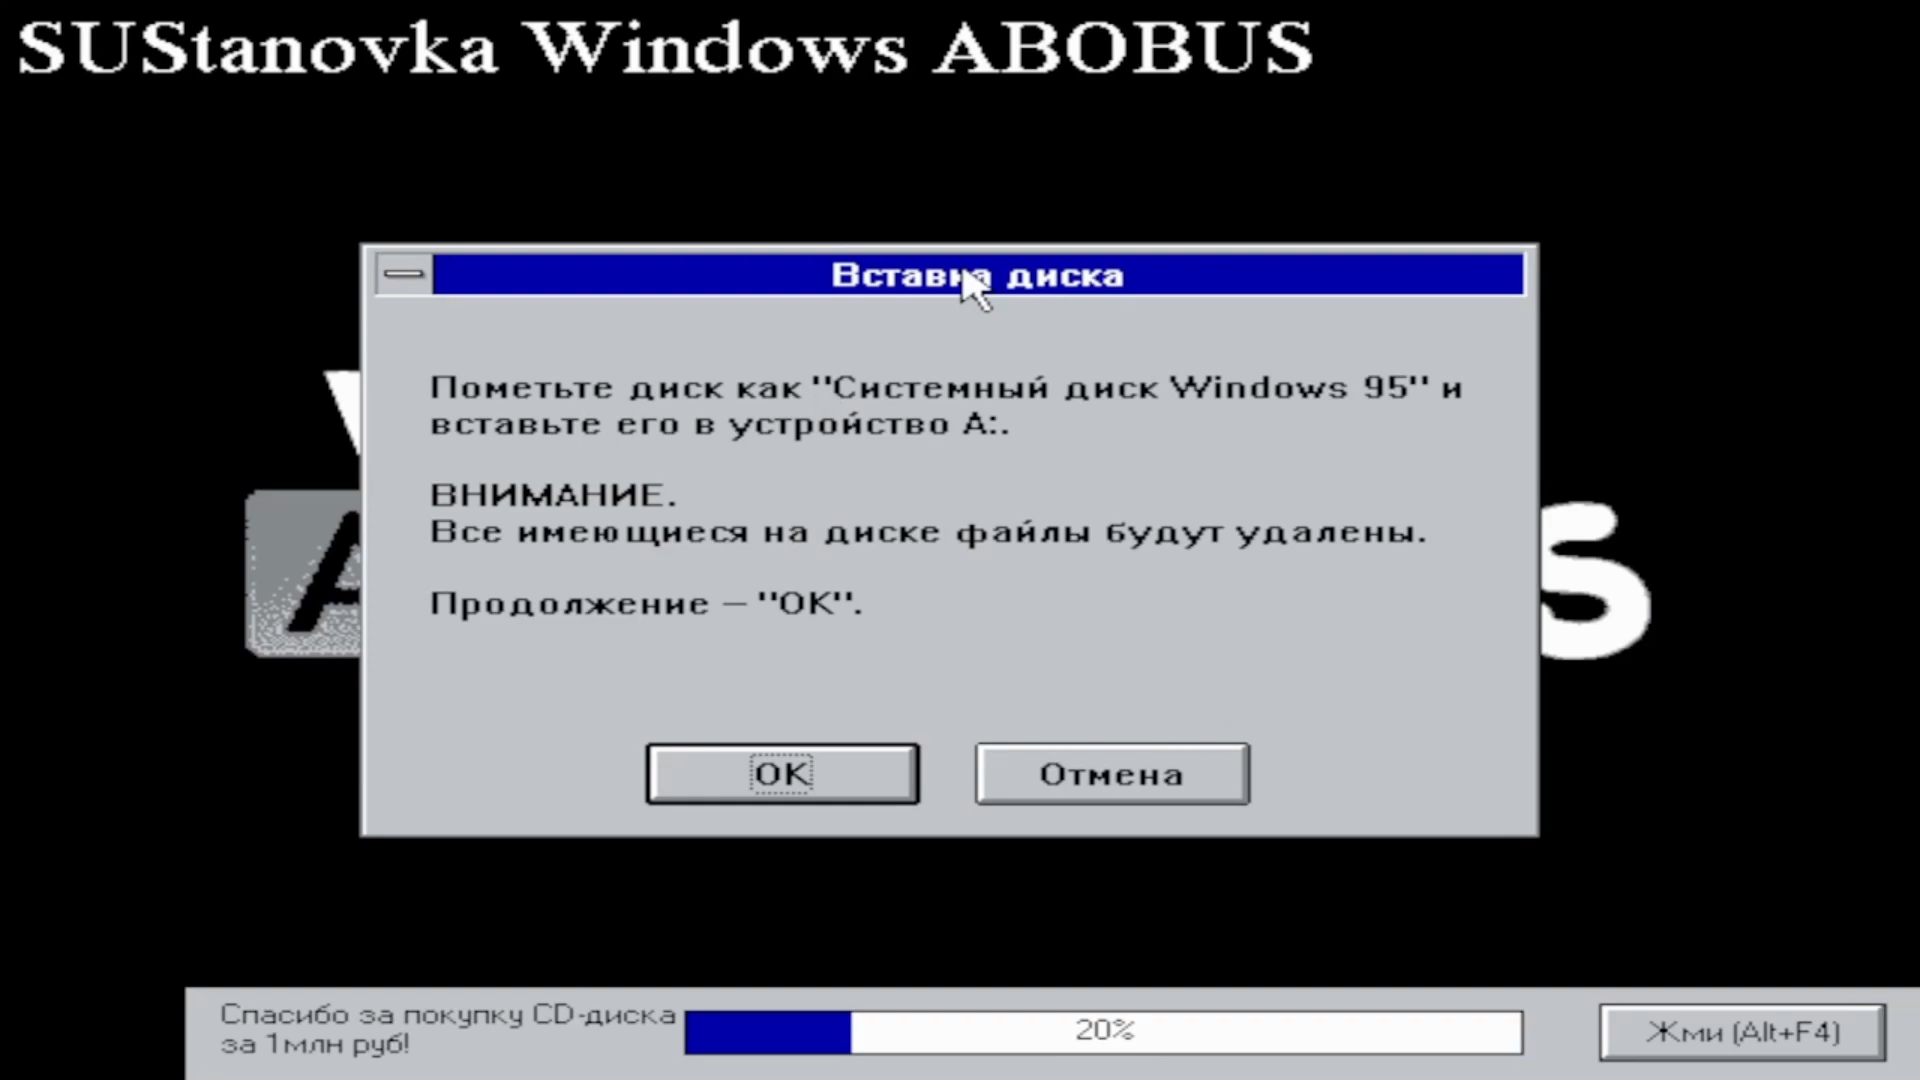 SUStanovka Windows ABOBUS
Вставка диска
Пометьте диск как "Системный диск Windows 95" и
вставьте его в устройство A:.
ВНИМАНИЕ.
Все имеющиеся на диске файлы будут удалены.
Продолжение – "OK".
OK
Отмена
Спасибо за покупку CD-диска
за 1млн руб!
20%
Жми (Alt+F4)